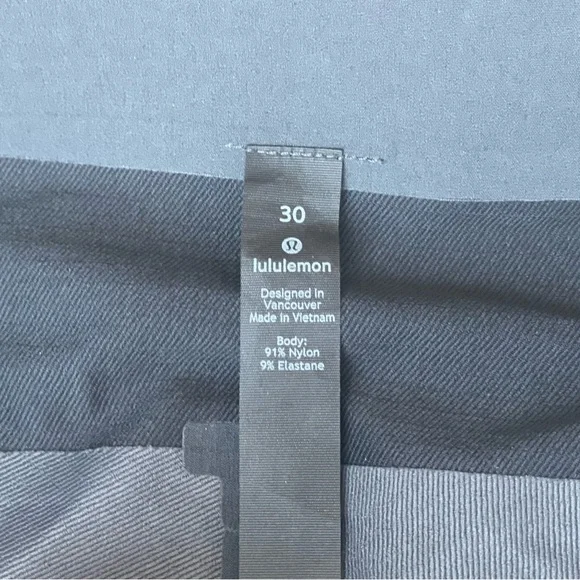 30
lululemon
Designed in
Vancouver
Made in Vietnam
Body:
91% Nylon
9% Elastane